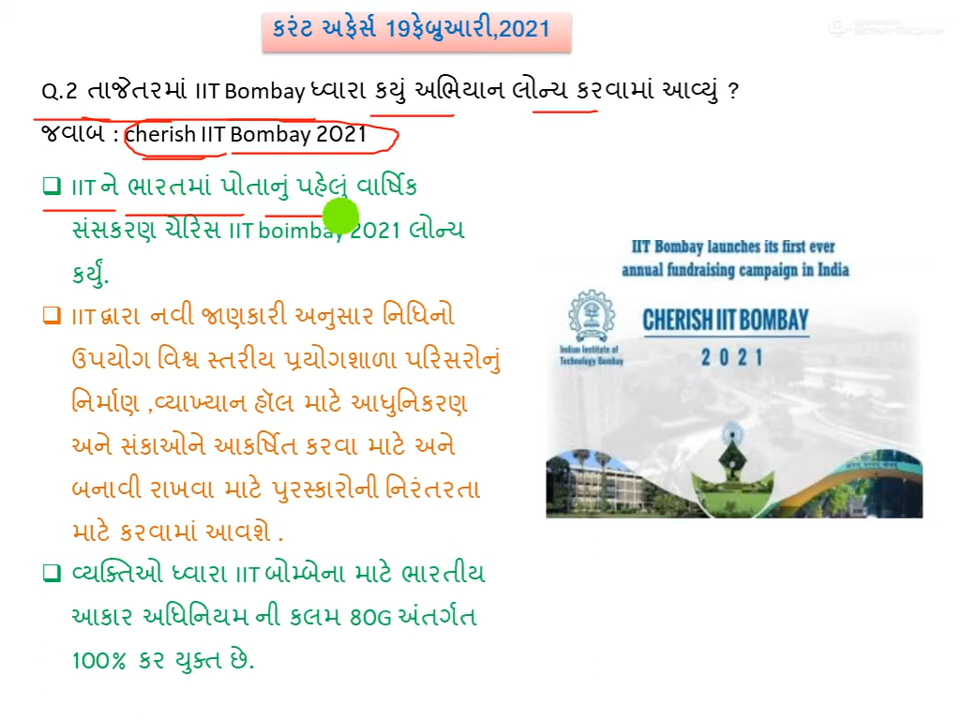 કરંટ અફેર્સ 19ફેબ્રુઆરી,2021
Q.2 તાજેતરમાં IIT Bombay ધ્વારા કયું અભિયાન લોન્ચ કરવામાં આવ્યું ?
જવાબ : cherish IIT Bombay 2021
IIT ને ભારતમાં પોતાનું પહેલું વાર્ષિક
સંસકરણ ચેરિસ IIT boimbay 2021 લોન્ચ
કર્યું.
IIT દ્વારા નવી જાણકારી અનુસાર નિધિનો
ઉપયોગ વિશ્વ સ્તરીય પ્રયોગશાળા પરિસરોનું
નિર્માણ ,વ્યાખ્યાન હૉલ માટે આધુનિકરણ
અને સંકાઓને આકર્ષિત કરવા માટે અને
બનાવી રાખવા માટે પુરસ્કારોની નિરંતરતા
માટે કરવામાં આવશે .
વ્યક્તિઓ ધ્વારા IIT બોમ્બેના માટે ભારતીય
આકાર અધિનિયમ ની કલમ 80G અંતર્ગત
100% કર યુક્ત છે.
IIT Bombay launches its first ever
annual fundraising campaign in India
CHERISH IIT BOMBAY
2021
Indian Institute of
Technology Bombay